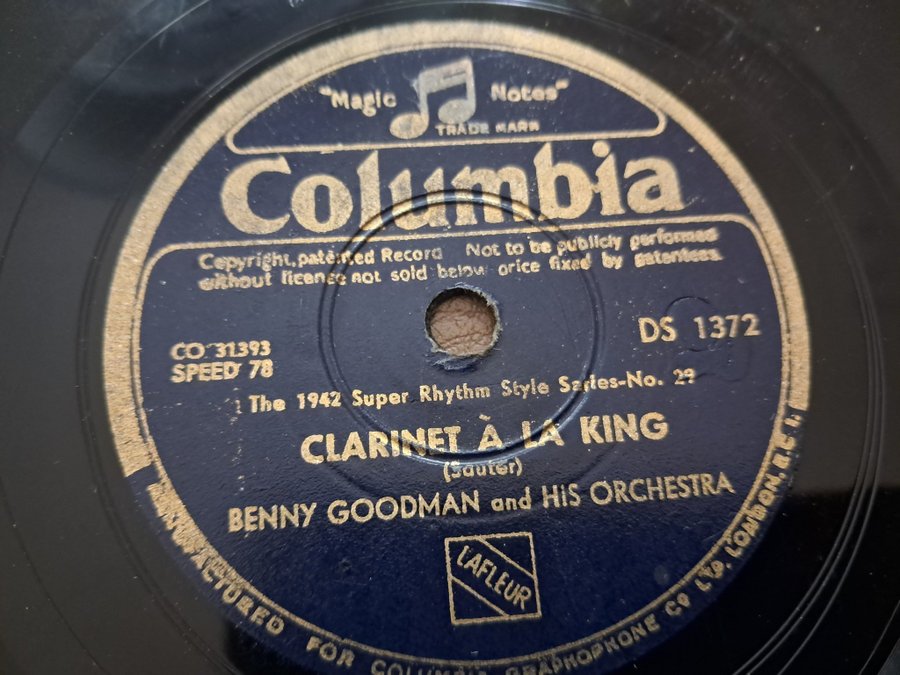 "Magic Notes"
TRADE MARK
Columbia
Copyright, patented Record Not to be publicly performed
without licence not sold below price fixed by patentees.
CO 31393
DS 1372
SPEED 78
The 1942 Super Rhythm Style Series-No. 29
CLARINET À LA KING
(Sauter)
BENNY GOODMAN and HIS ORCHESTRA
LAFLEUR
MANUFACTURED FOR COLUMBIA GRAPHOPHONE CO LTD. LONDON. E.C.1.